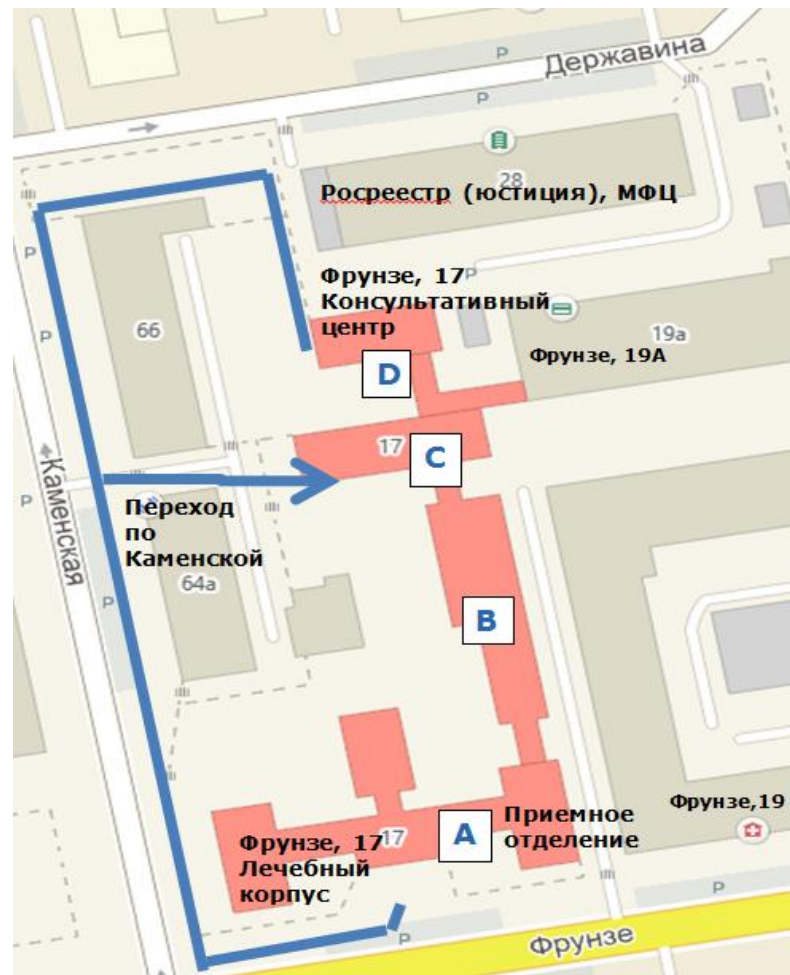 P
Державина
P
28
Росреестр (юстиция), МФЦ
P
P
Фрунзе, 17
Консультативный
центр
P
P
66
19а
Фрунзе, 19А
D
17
C
P
Каменская
Переход
по
Каменской
64а
P
B
Фрунзе, 17
Лечебный
корпус
17
A
Приемное
отделение
Фрунзе,19
P
P
Фрунзе